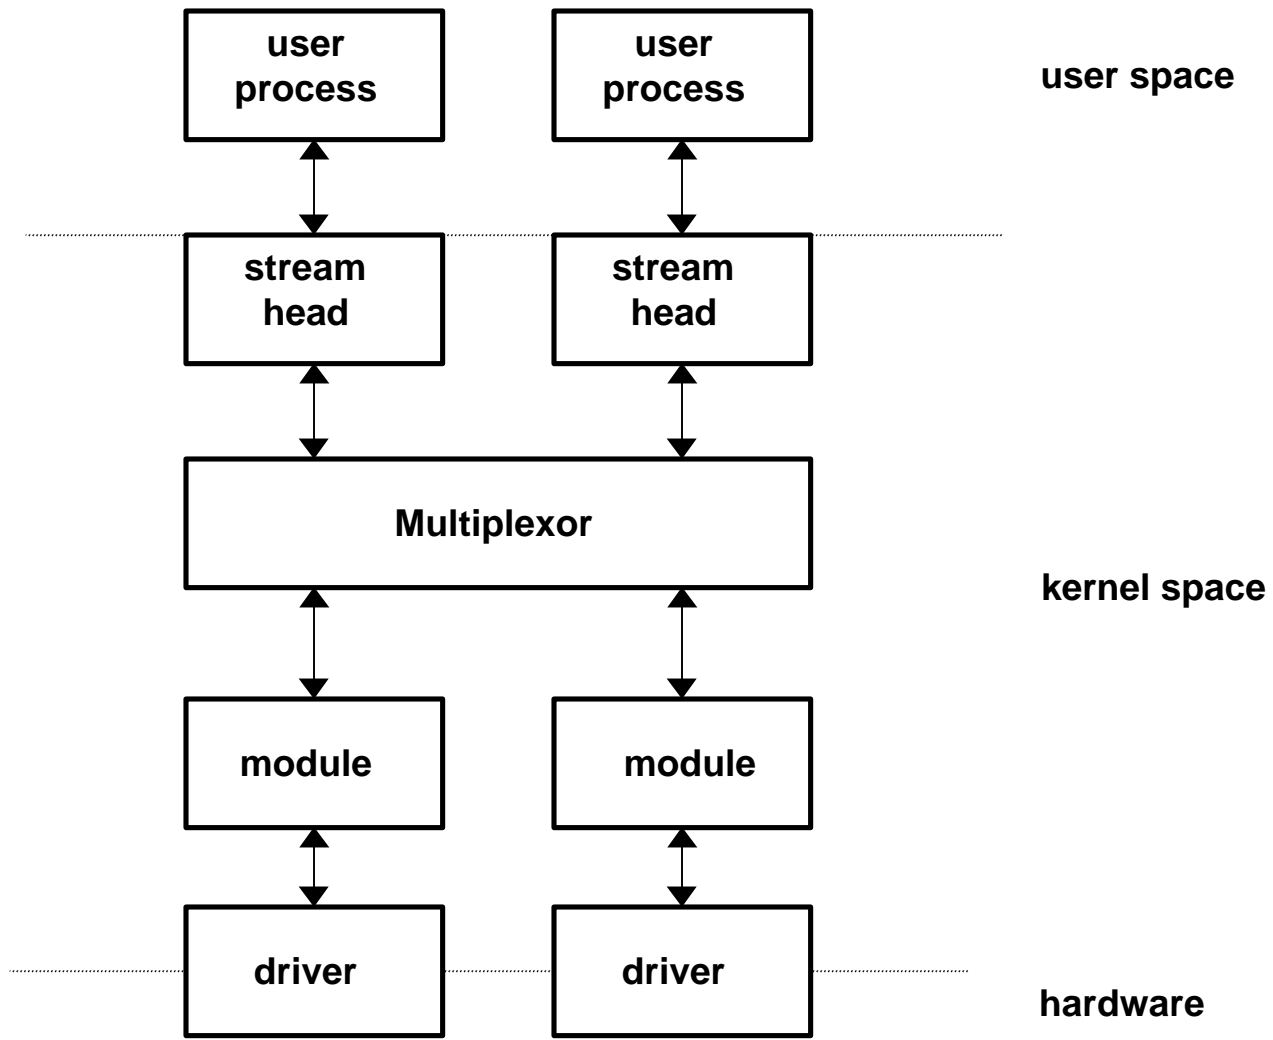 user
process
user
process
user space
stream
head
stream
head
Multiplexor
kernel space
module
module
driver
driver
hardware